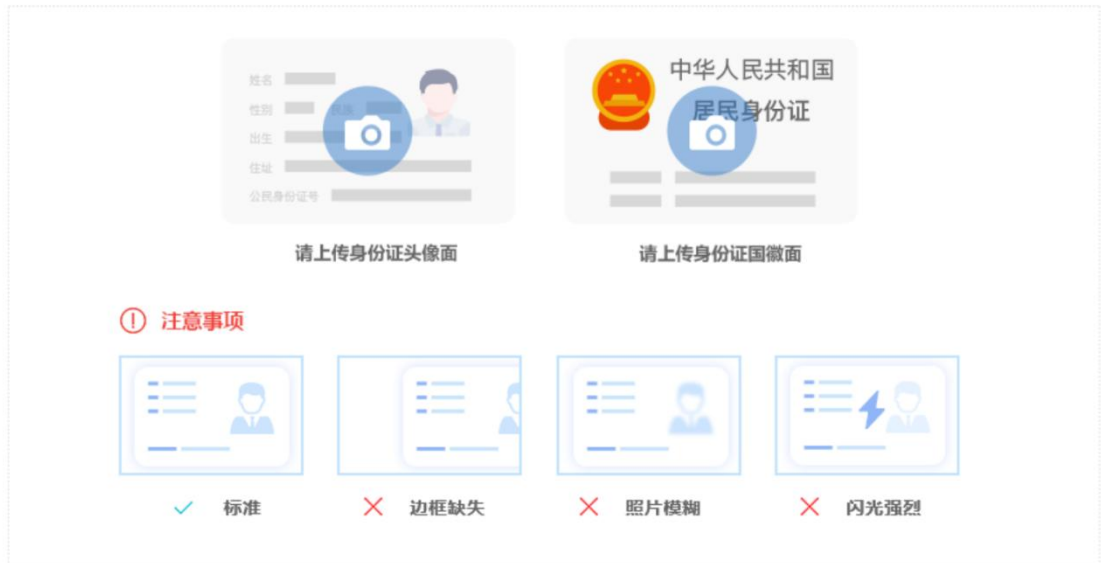 姓名
性别 民族
出生
住址
公民身份证号
中华人民共和国
居民身份证
请上传身份证头像面
请上传身份证国徽面
注意事项
标准
边框缺失
照片模糊
闪光强烈